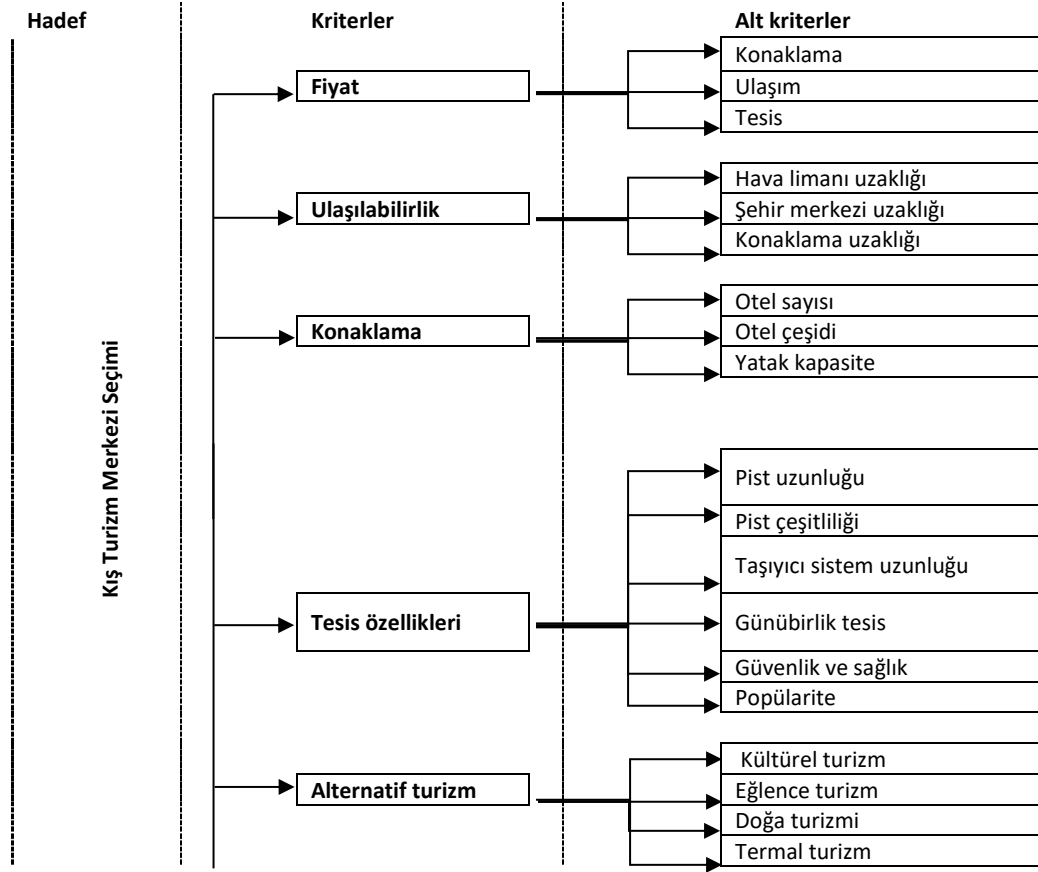 Hadef
Kriterler
Alt kriterler
Kış Turizm Merkezi Seçimi
Fiyat
Konaklama
Ulaşım
Tesis
Ulaşılabilirlik
Hava limanı uzaklığı
Şehir merkezi uzaklığı
Konaklama uzaklığı
Konaklama
Otel sayısı
Otel çeşidi
Yatak kapasite
Tesis özellikleri
Pist uzunluğu
Pist çeşitliliği
Taşıyıcı sistem uzunluğu
Günübirlik tesis
Güvenlik ve sağlık
Popülarite
Alternatif turizm
Kültürel turizm
Eğlence turizm
Doğa turizmi
Termal turizm